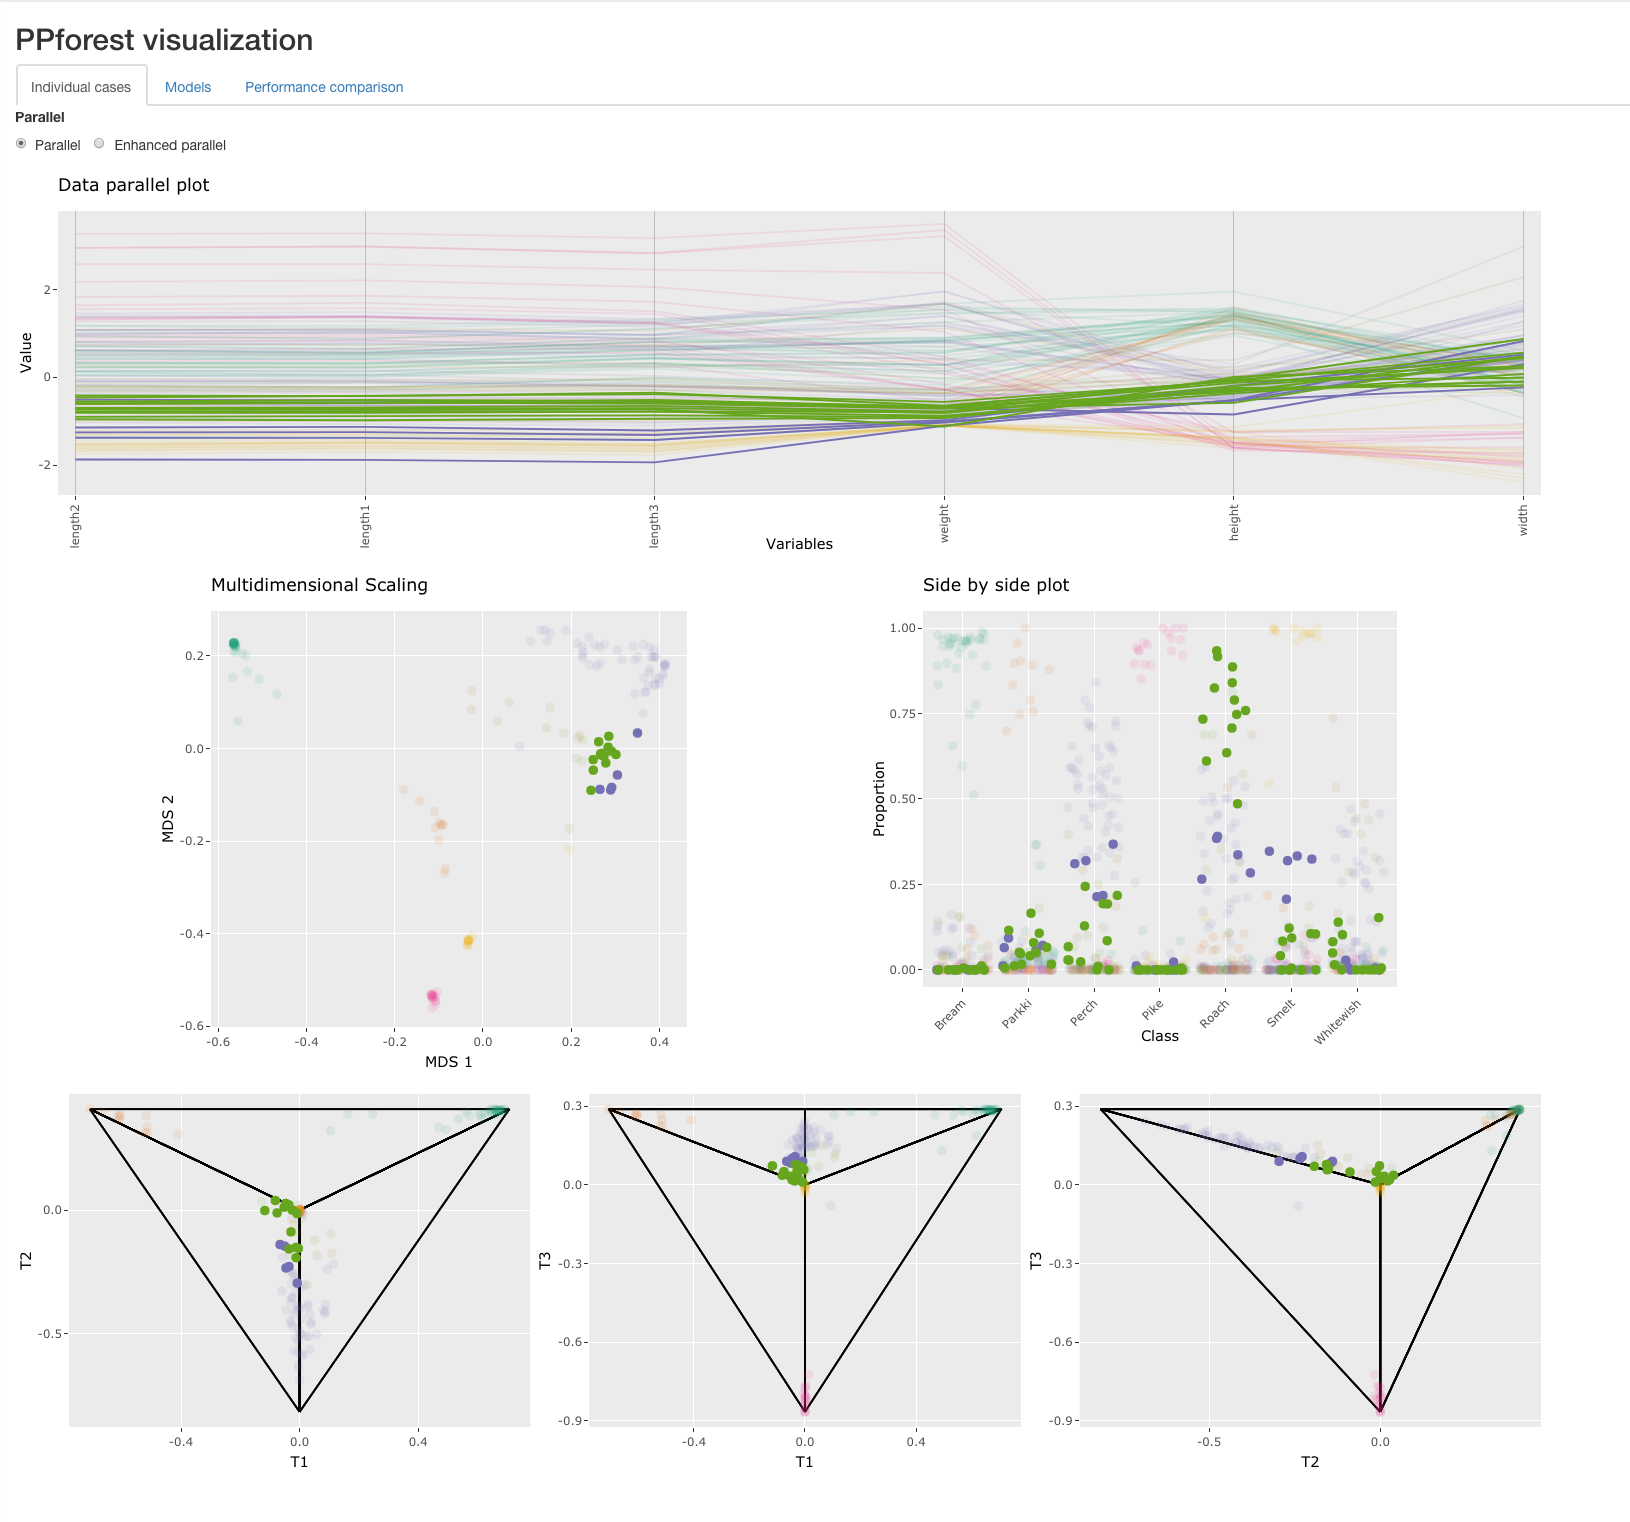 PPforest visualization
Individual cases Models Performance comparison
Parallel
Parallel Enhanced parallel
Data parallel plot
Value
2
0
-2
length2 length1 length3 weight height width
Variables
Multidimensional Scaling
MDS 2
0.2
0.0
-0.2
-0.4
-0.6
-0.6 -0.4 -0.2 0.0 0.2 0.4
MDS 1
Side by side plot
Proportion
1.00
0.75
0.50
0.25
0.00
Bream Parkki Perch Pike Roach Smelt Whitewish
Class
T2
0.0
-0.5
-0.4 0.0 0.4
T1
T3
0.3
0.0
-0.3
-0.6
-0.9
-0.4 0.0 0.4
T1
T3
0.3
0.0
-0.3
-0.6
-0.9
-0.5 0.0
T2